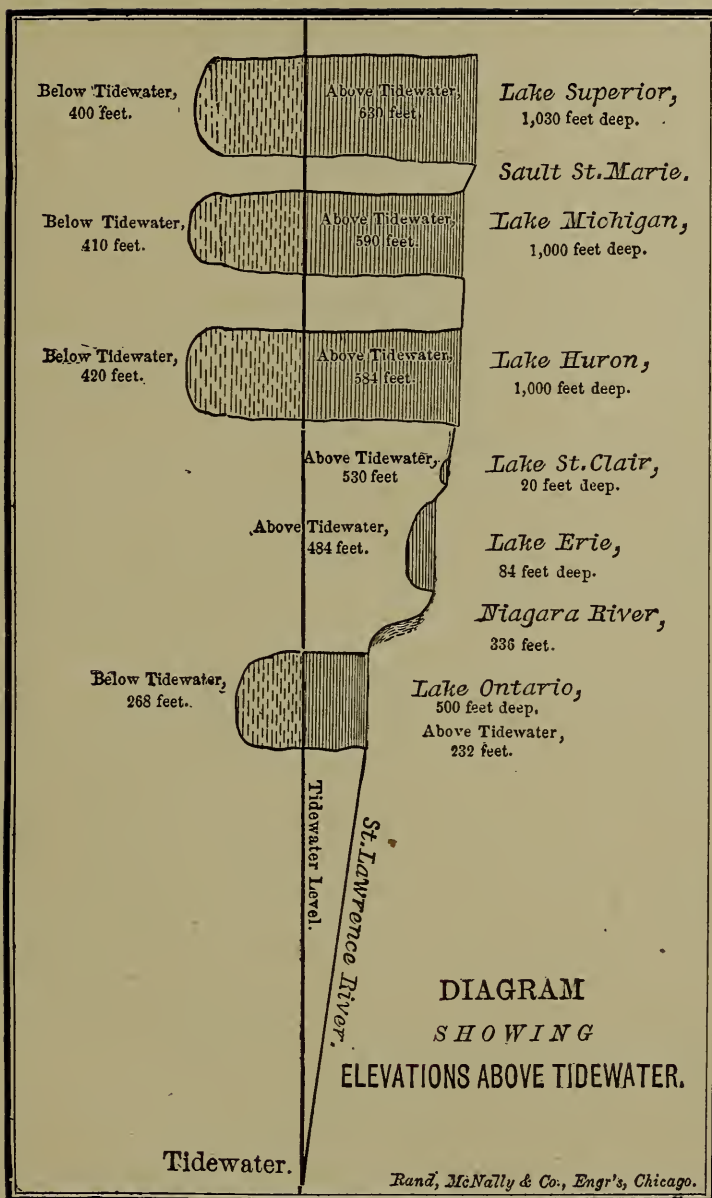 Below Tidewater,
400 feet.
Above Tidewater,
630 feet.
Lake Superior,
1,030 feet deep.
Sault St. Marie.
Below Tidewater,
410 feet.
Above Tidewater,
590 feet.
Lake Michigan,
1,000 feet deep.
Below Tidewater,
420 feet.
Above Tidewater,
584 feet.
Lake Huron,
1,000 feet deep.
Above Tidewater,
530 feet
Lake St. Clair,
20 feet deep.
Above Tidewater,
484 feet.
Lake Erie,
84 feet deep.
Niagara River,
336 feet.
Below Tidewater,
268 feet.
Lake Ontario,
500 feet deep,
Above Tidewater,
232 feet.
Tidewater Level.
St. Lawrence River.
DIAGRAM
SHOWING
ELEVATIONS ABOVE TIDEWATER.
Tidewater.
Rand, McNally & Co., Engr's, Chicago.